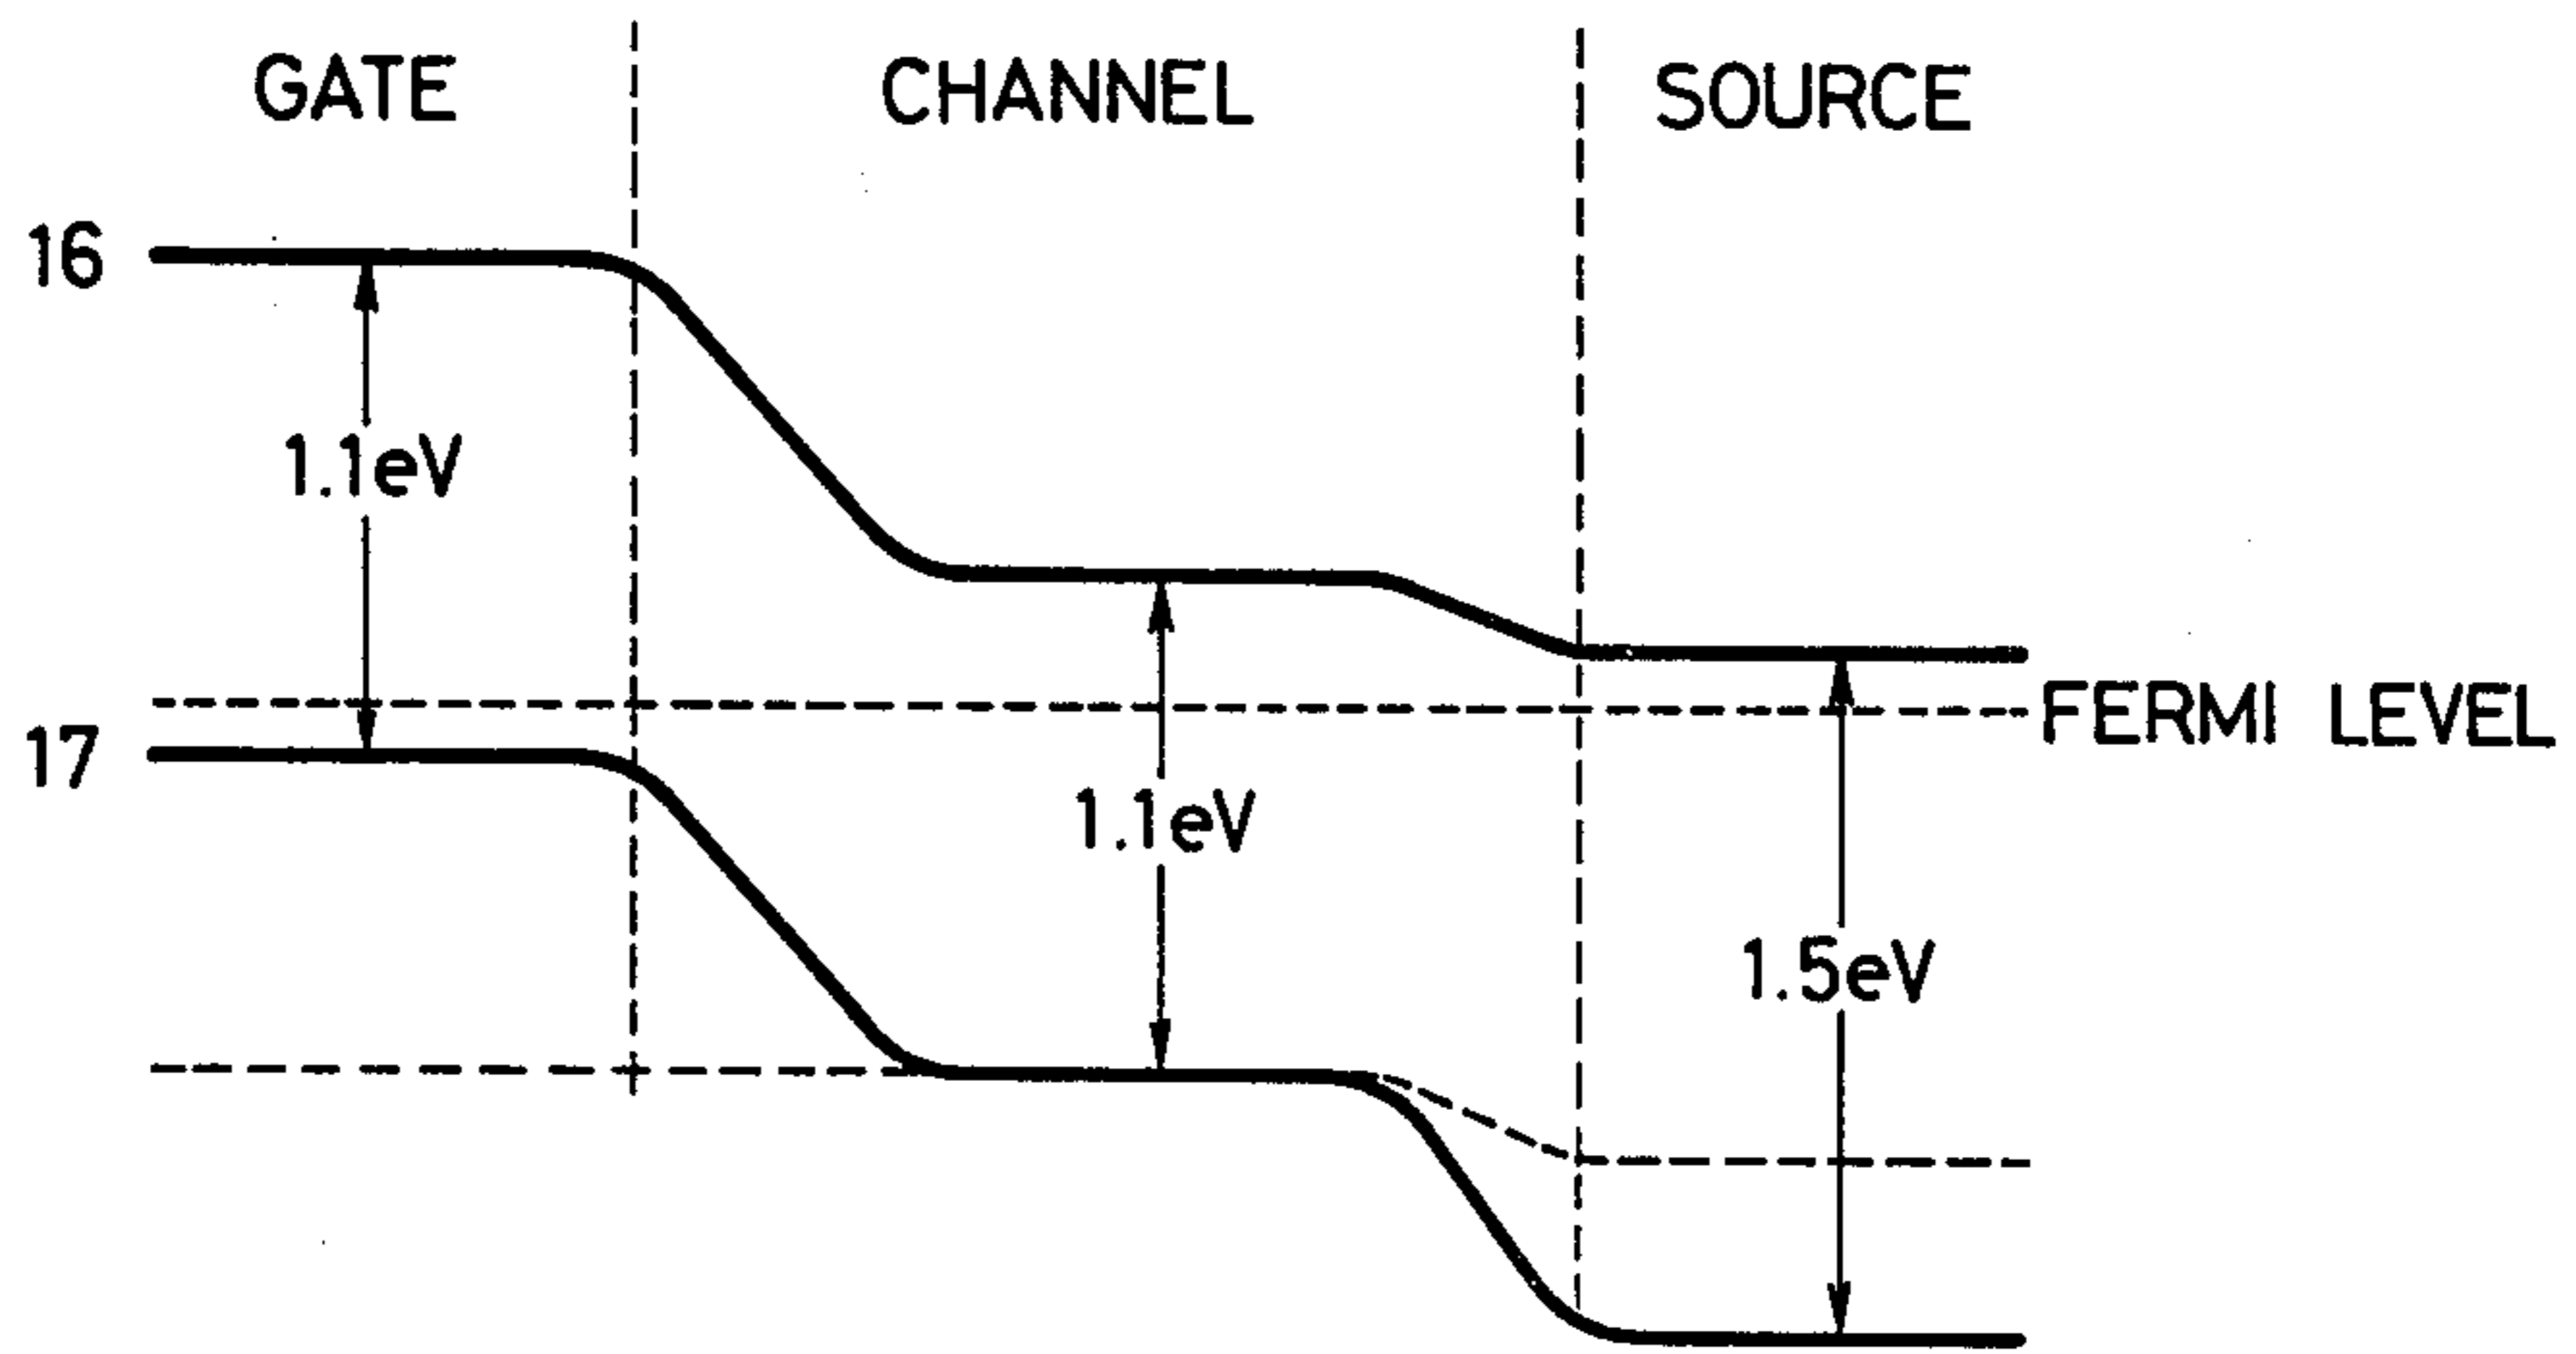 GATE CHANNEL SOURCE
16
1.1eV
FERMI LEVEL
17
1.1eV
1.5eV